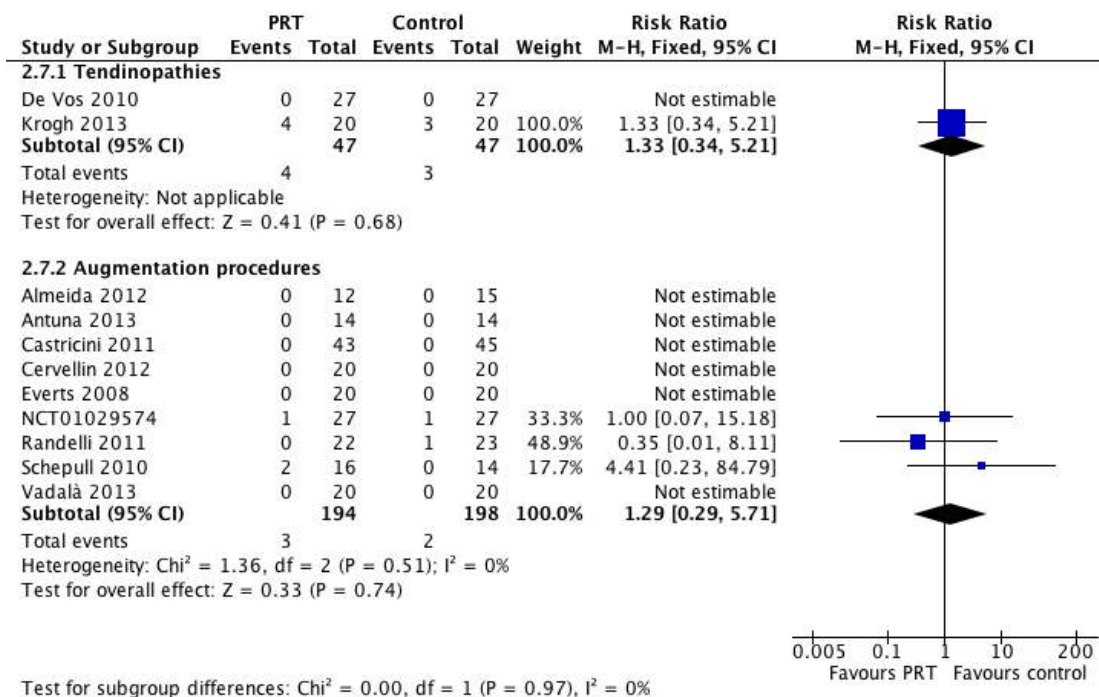 PRT Control Risk Ratio Risk Ratio
Study or Subgroup Events Total Events Total Weight M-H, Fixed, 95% CI M-H, Fixed, 95% CI
2.7.1 Tendinopathies
De Vos 2010 0 27 0 27 Not estimable
Krogh 2013 4 20 3 20 100.0% 1.33 [0.34, 5.21]
Subtotal (95% CI) 47 47 100.0% 1.33 [0.34, 5.21]
Total events 4 3
Heterogeneity: Not applicable
Test for overall effect: Z = 0.41 (P = 0.68)
2.7.2 Augmentation procedures
Almeida 2012 0 12 0 15 Not estimable
Antuna 2013 0 14 0 14 Not estimable
Castricini 2011 0 43 0 45 Not estimable
Cervellin 2012 0 20 0 20 Not estimable
Everts 2008 0 20 0 20 Not estimable
NCT01029574 1 27 1 27 33.3% 1.00 [0.07, 15.18]
Randelli 2011 0 22 1 23 48.9% 0.35 [0.01, 8.11]
Schepull 2010 2 16 0 14 17.7% 4.41 [0.23, 84.79]
Vadalà 2013 0 20 0 20 Not estimable
Subtotal (95% CI) 194 198 100.0% 1.29 [0.29, 5.71]
Total events 3 2
Heterogeneity: Chi² = 1.36, df = 2 (P = 0.51); I² = 0%
Test for overall effect: Z = 0.33 (P = 0.74)
0.005 0.1 1 10 200
Favours PRT Favours control
Test for subgroup differences: Chi² = 0.00, df = 1 (P = 0.97), I² = 0%